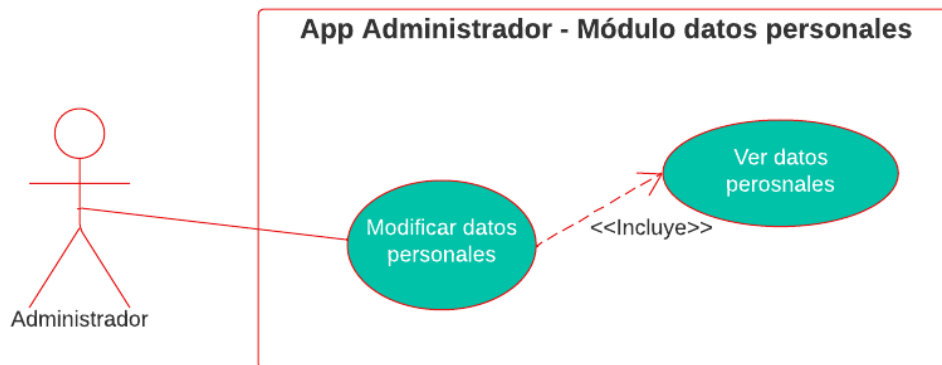 App Administrador - Módulo datos personales
Ver datos
perosnales
Modificar datos
personales
<<Incluye>>
Administrador